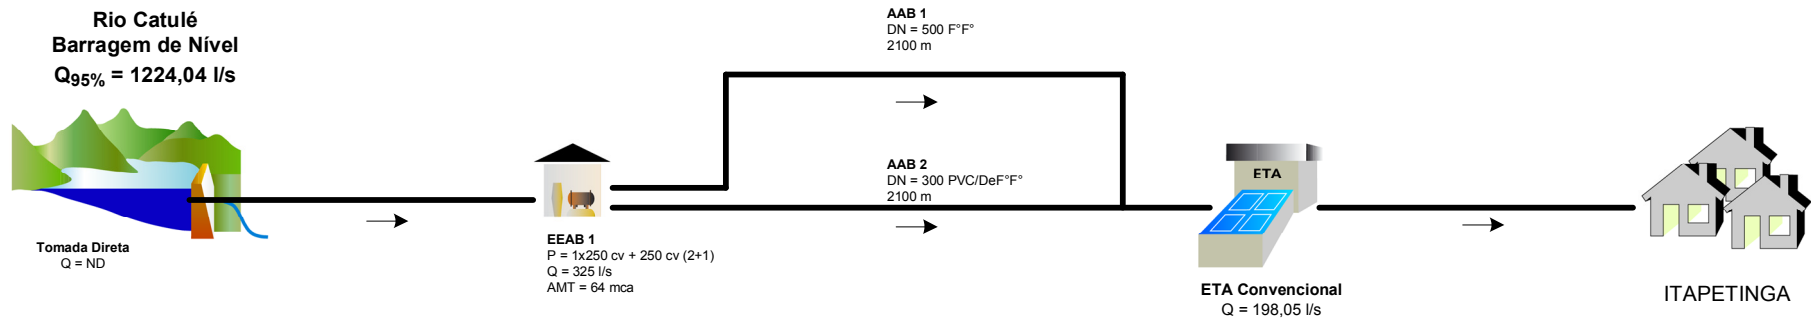 Rio Catulé
Barragem de Nível
Q95% = 1224,04 l/s
Tomada Direta
Q = ND
EEAB 1
P = 1x250 cv + 250 cv (2+1)
Q = 325 l/s
AMT = 64 mca
AAB 1
DN = 500 F°F°
2100 m
AAB 2
DN = 300 PVC/DeF°F°
2100 m
ETA
ETA Convencional
Q = 198,05 l/s
ITAPETINGA